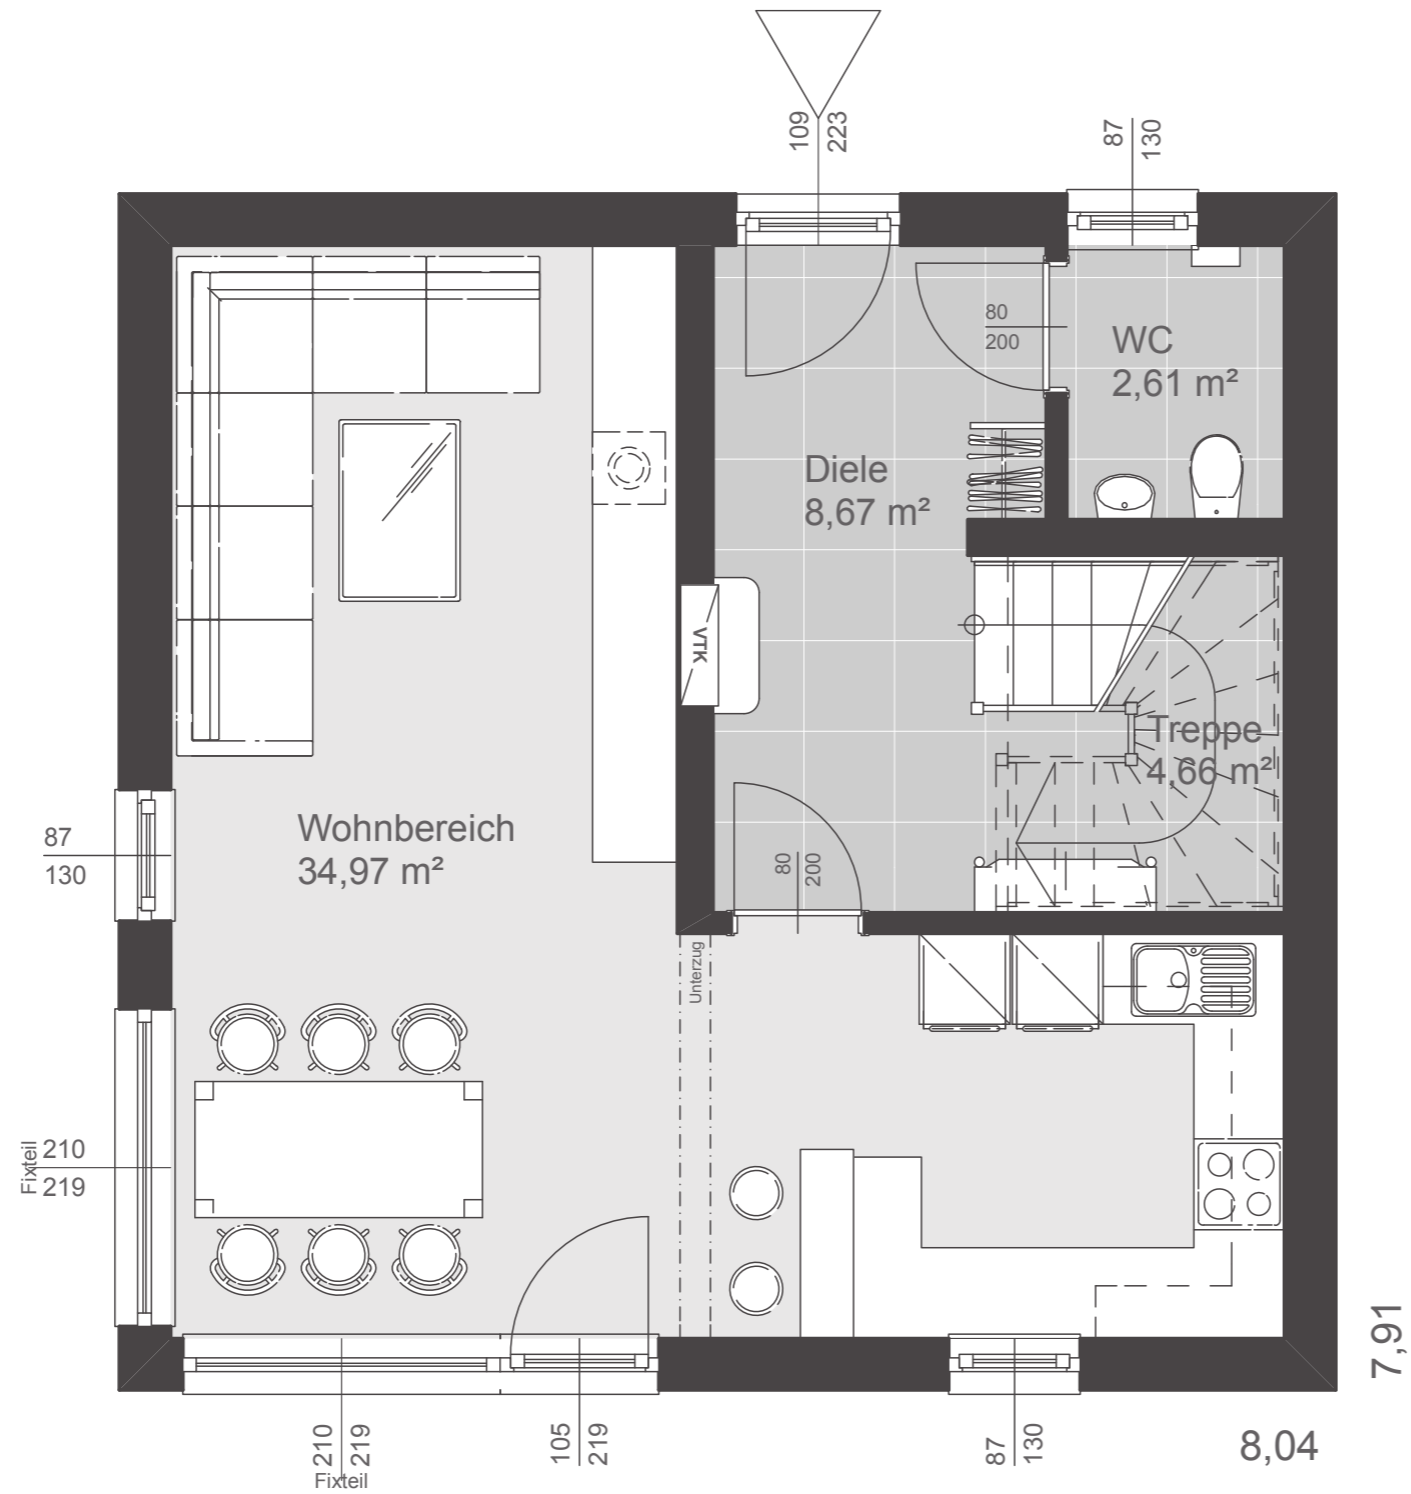 109
223
87
130
80
200
WC
2,61 m²
Diele
8,67 m²
VTK
Treppe
4,66 m²
Wohnbereich
34,97 m²
87
130
80
200
Unterzug
Fixteil
210
219
7,91
210
219
Fixteil
105
219
87
130
8,04